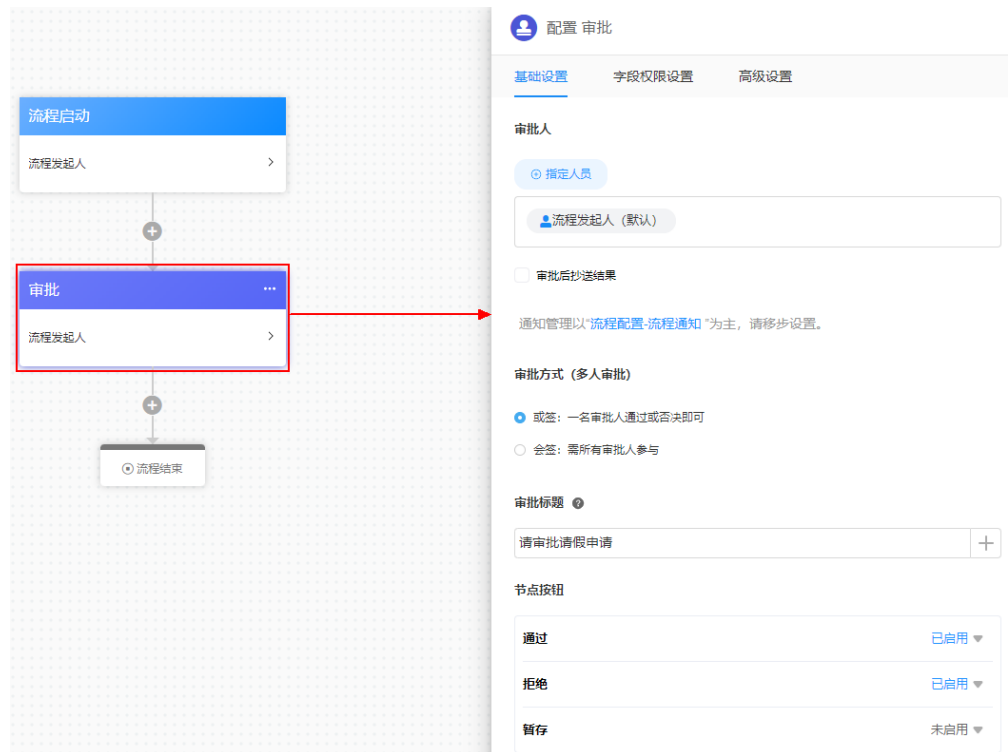 流程启动
流程发起人
审批
流程发起人
流程结束
配置 审批
基础设置 字段权限设置 高级设置
审批人
指定人员
流程发起人（默认）
审批后抄送结果
通知管理以“流程配置-流程通知 ”为主，请移步设置。
审批方式（多人审批）
或签：一名审批人通过或否决即可
会签：需所有审批人参与
审批标题
请审批请假申请
节点按钮
通过 已启用
拒绝 已启用
暂存 未启用